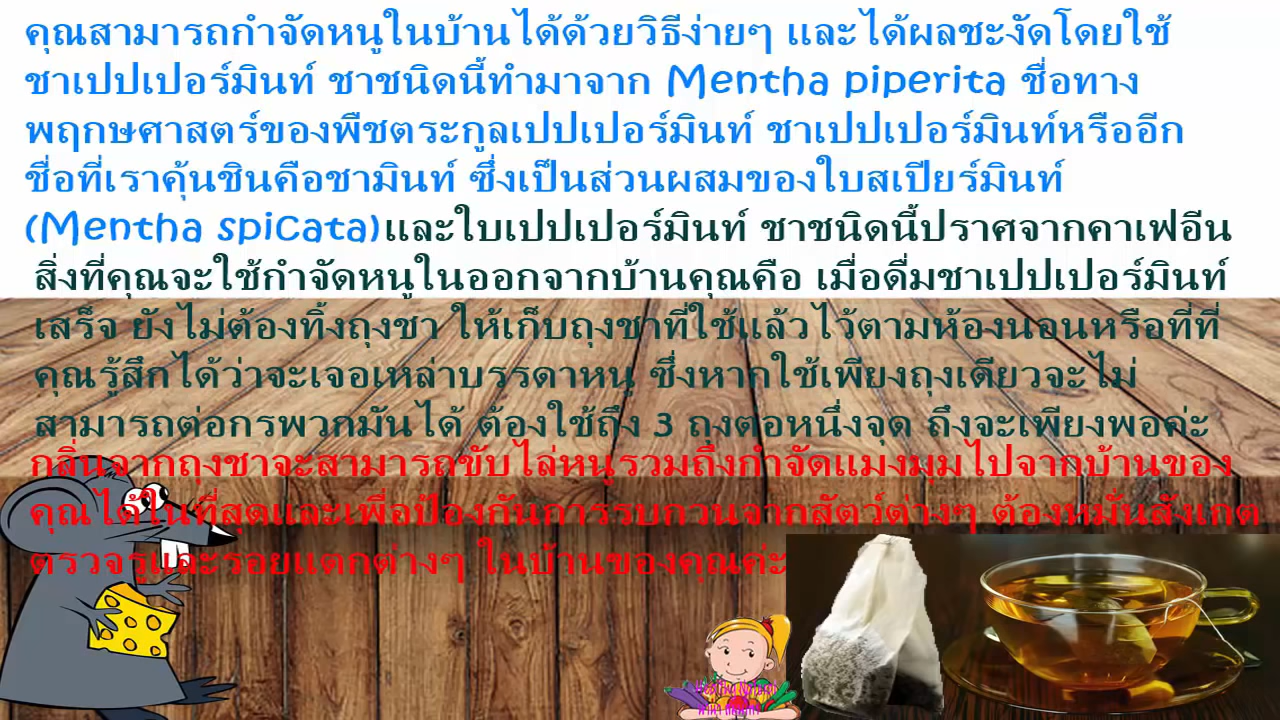 คุณสามารถกำจัดหนูในบ้านได้ด้วยวิธีง่ายๆ และได้ผลชะงัดโดยใช้
ชาเปปเปอร์มินท์ ชาชนิดนี้ทำมาจาก Mentha piperita ชื่อทาง
พฤกษศาสตร์ของพืชตระกูลเปปเปอร์มินท์ ชาเปปเปอร์มินท์หรืออีก
ชื่อที่เราคุ้นชินคือชามินท์ ซึ่งเป็นส่วนผสมของใบสเปียร์มินท์
(Mentha spicata)และใบเปปเปอร์มินท์ ชาชนิดนี้ปราศจากคาเฟอีน
สิ่งที่คุณจะใช้กำจัดหนูในออกจากบ้านคุณคือ เมื่อดื่มชาเปปเปอร์มินท์
เสร็จ ยังไม่ต้องทิ้งถุงชา ให้เก็บถุงชาที่ใช้แล้วไว้ตามห้องนอนหรือที่ที่
คุณรู้สึกได้ว่าจะเจอเหล่าบรรดาหนู ซึ่งหากใช้เพียงถุงเดียวจะไม่
สามารถต่อกรพวกมันได้ ต้องใช้ถึง 3 ถุงต่อหนึ่งจุด ถึงจะเพียงพอค่ะ
กลิ่นจากถุงชาจะสามารถขับไล่หนูรวมถึงกำจัดแมงมุมไปจากบ้านของ
คุณได้ในที่สุดและเพื่อป้องกันการรบกวนจากสัตว์ต่างๆ ต้องหมั่นสังเกต
ตรวจรูและรอยแตกต่างๆ ในบ้านของคุณค่ะ